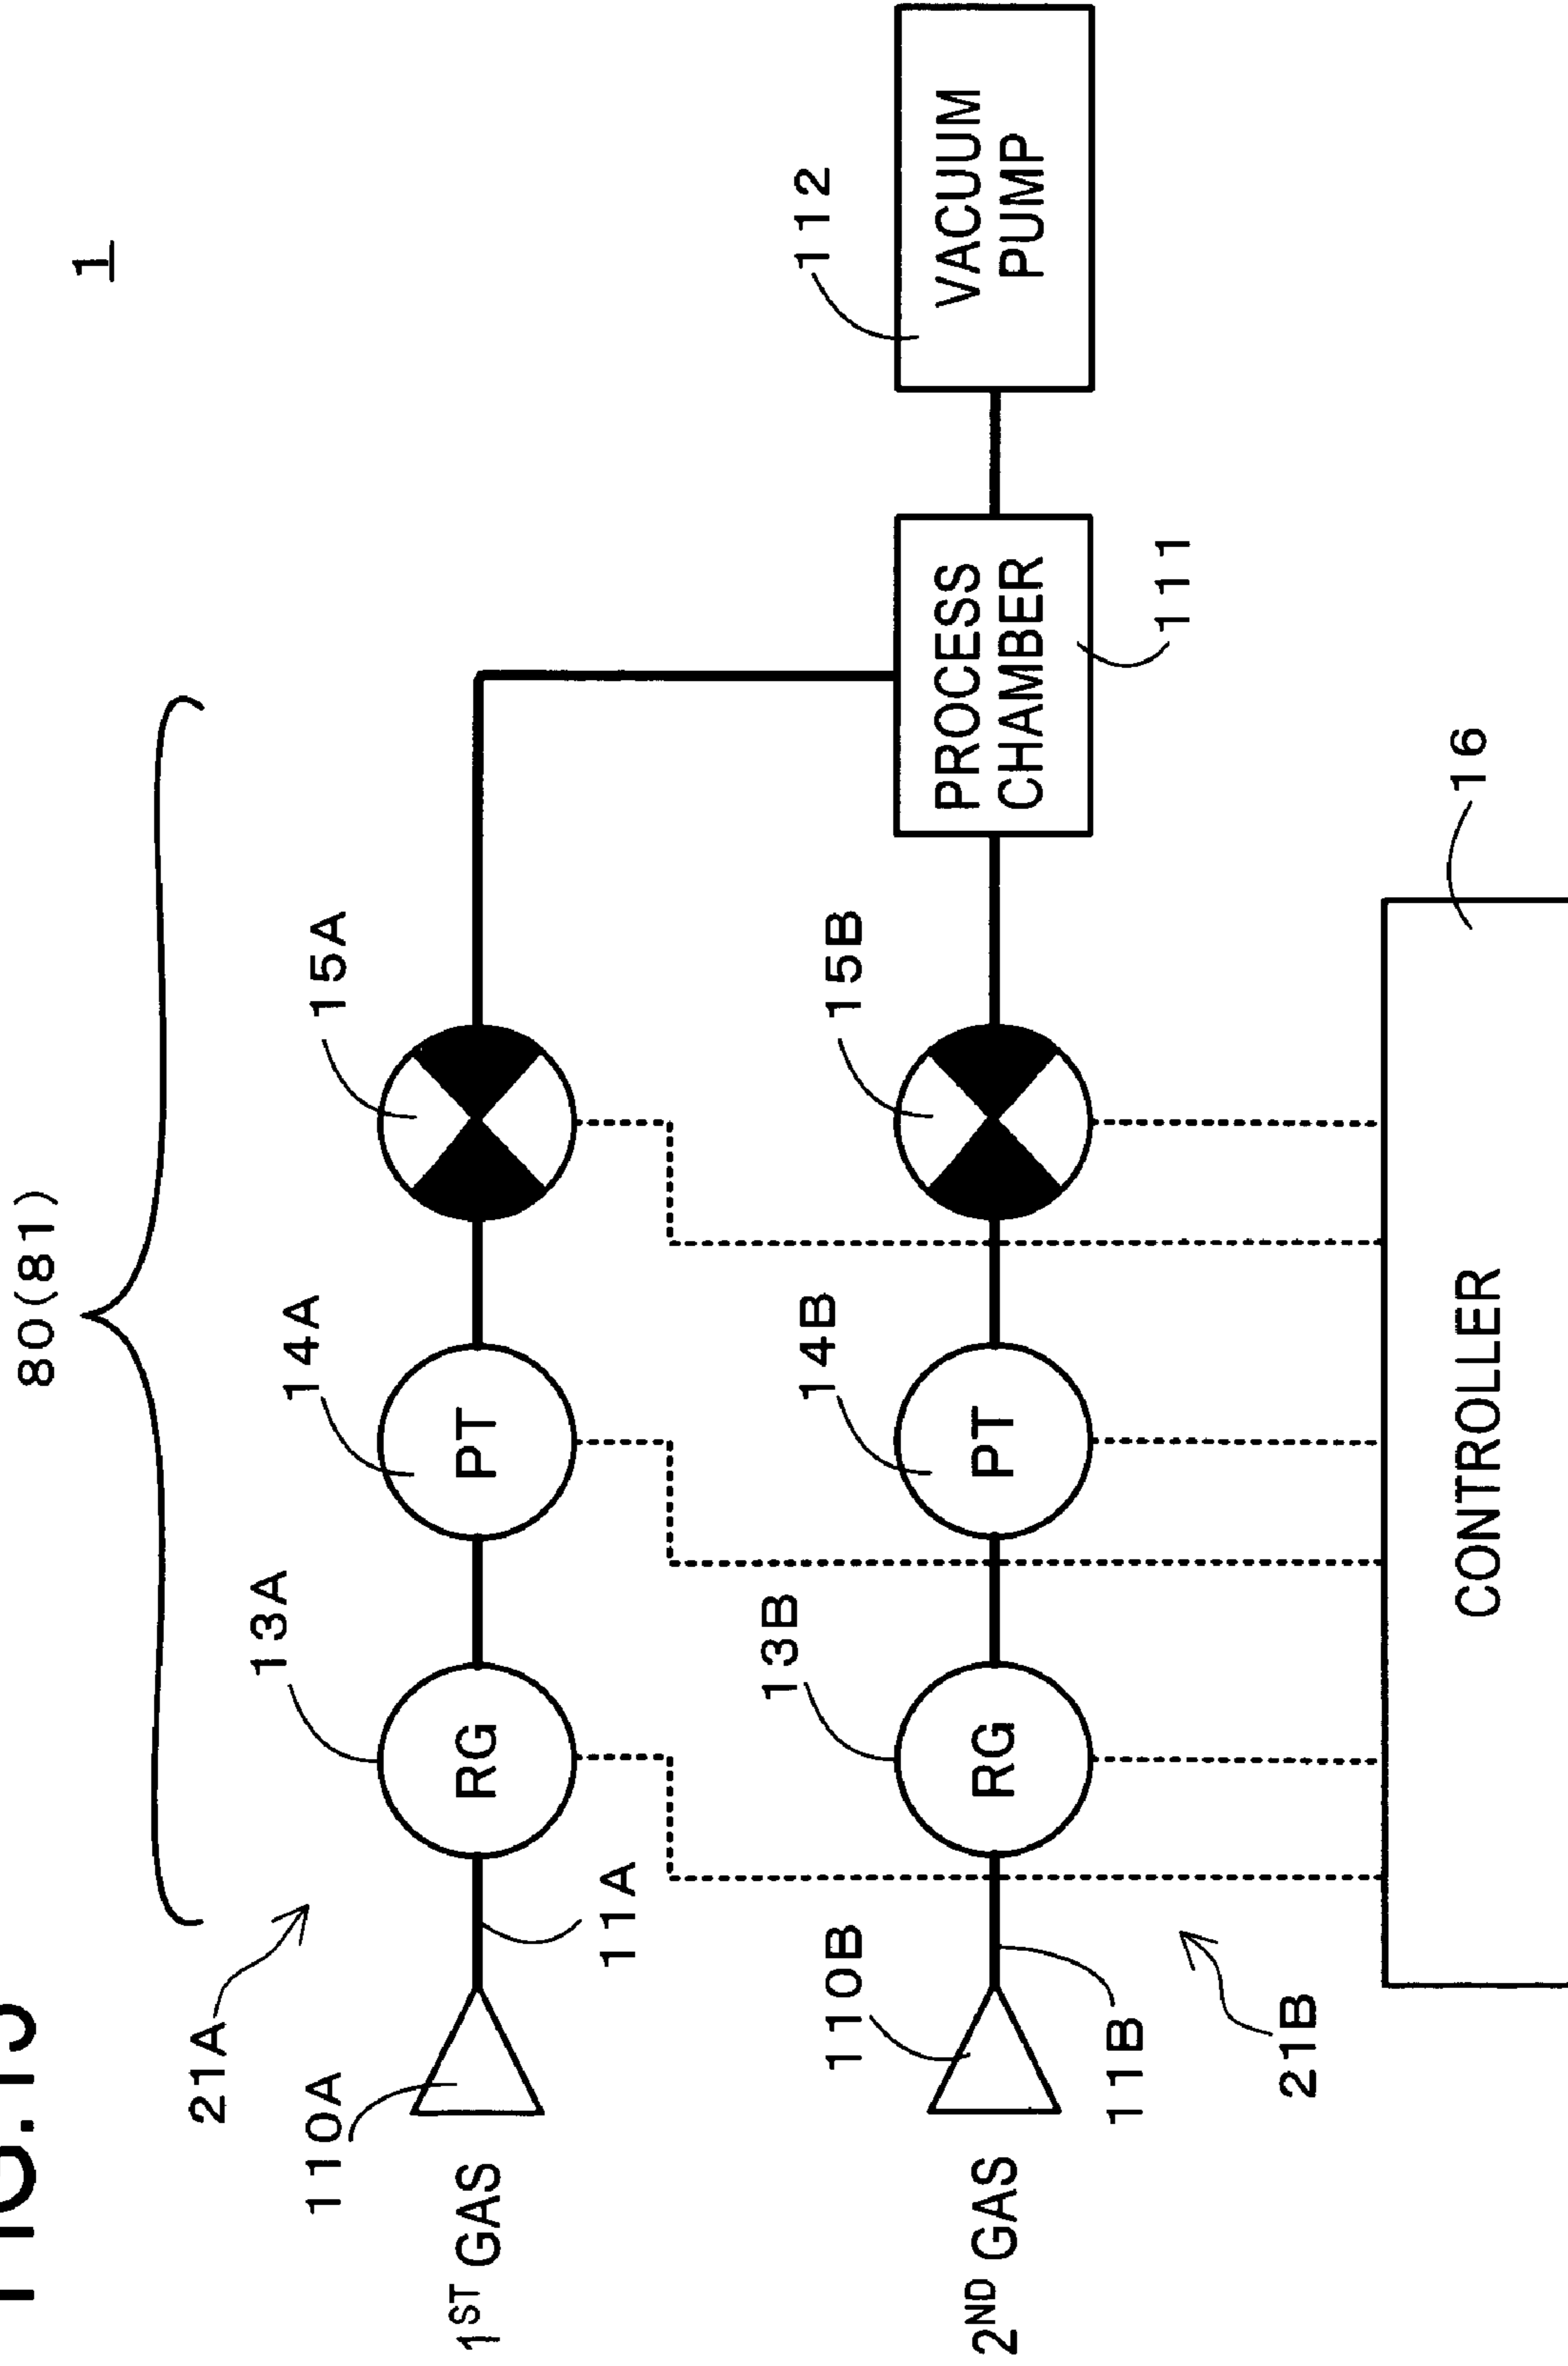 1
80(81)
21A
110A
1ST GAS
11A
13A
RG
14A
PT
15A
112
VACUUM
PUMP
PROCESS
CHAMBER
111
2ND GAS
110B
11B
21B
13B
RG
14B
PT
15B
16
CONTROLLER